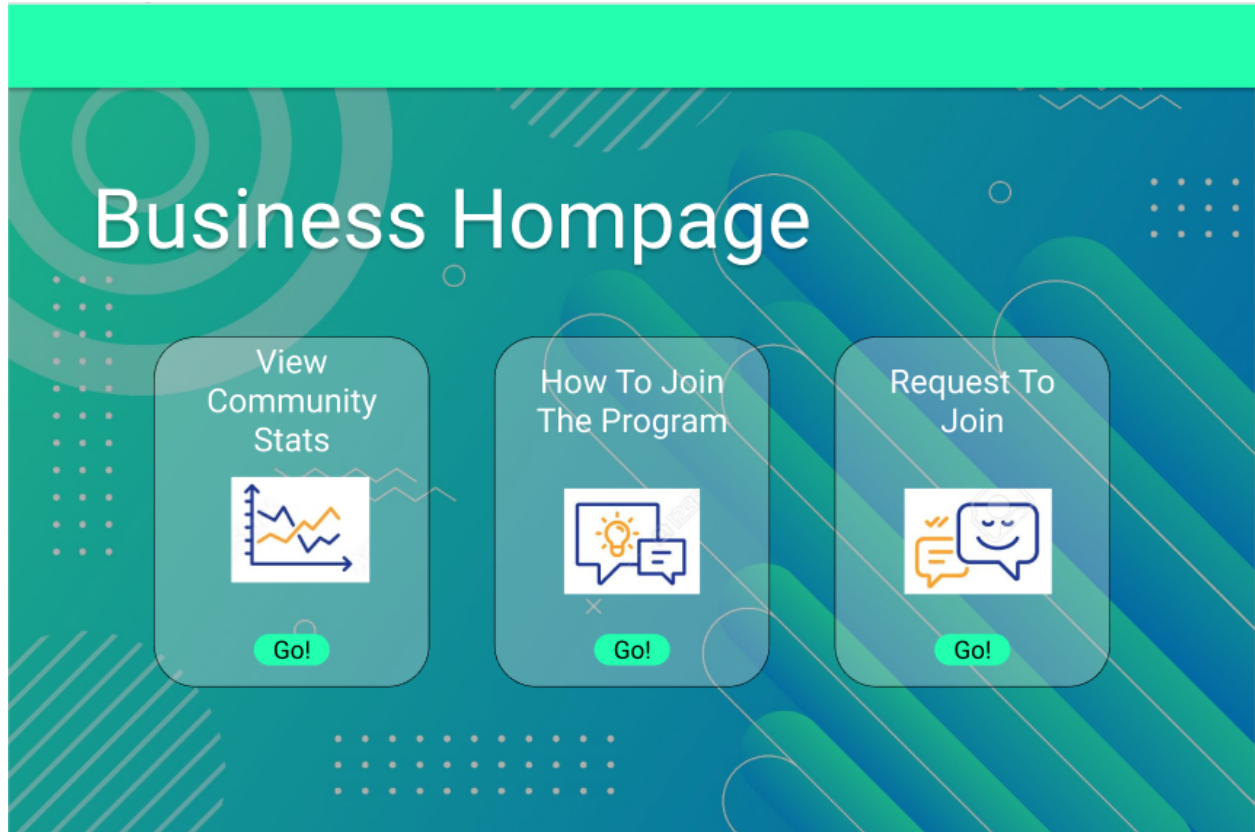 Business Hompage
View
Community
Stats
How To Join
The Program
Request To
Join
Go!
Go!
Go!